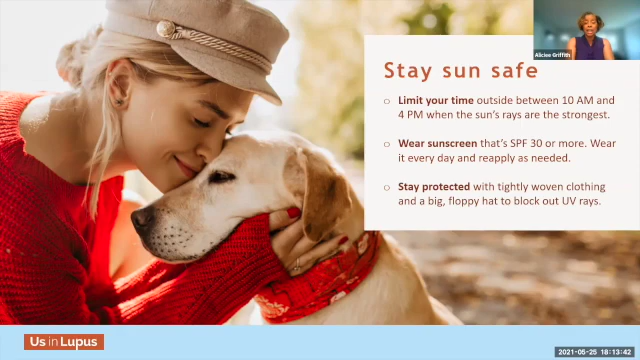 Aliciee Griffith
Stay sun safe
○ Limit your time outside between 10 AM and
4 PM when the sun's rays are the strongest.
○ Wear sunscreen that's SPF 30 or more. Wear
it every day and reapply as needed.
○ Stay protected with tightly woven clothing
and a big, floppy hat to block out UV rays.
Us in Lupus
2021-05-25 18:13:42